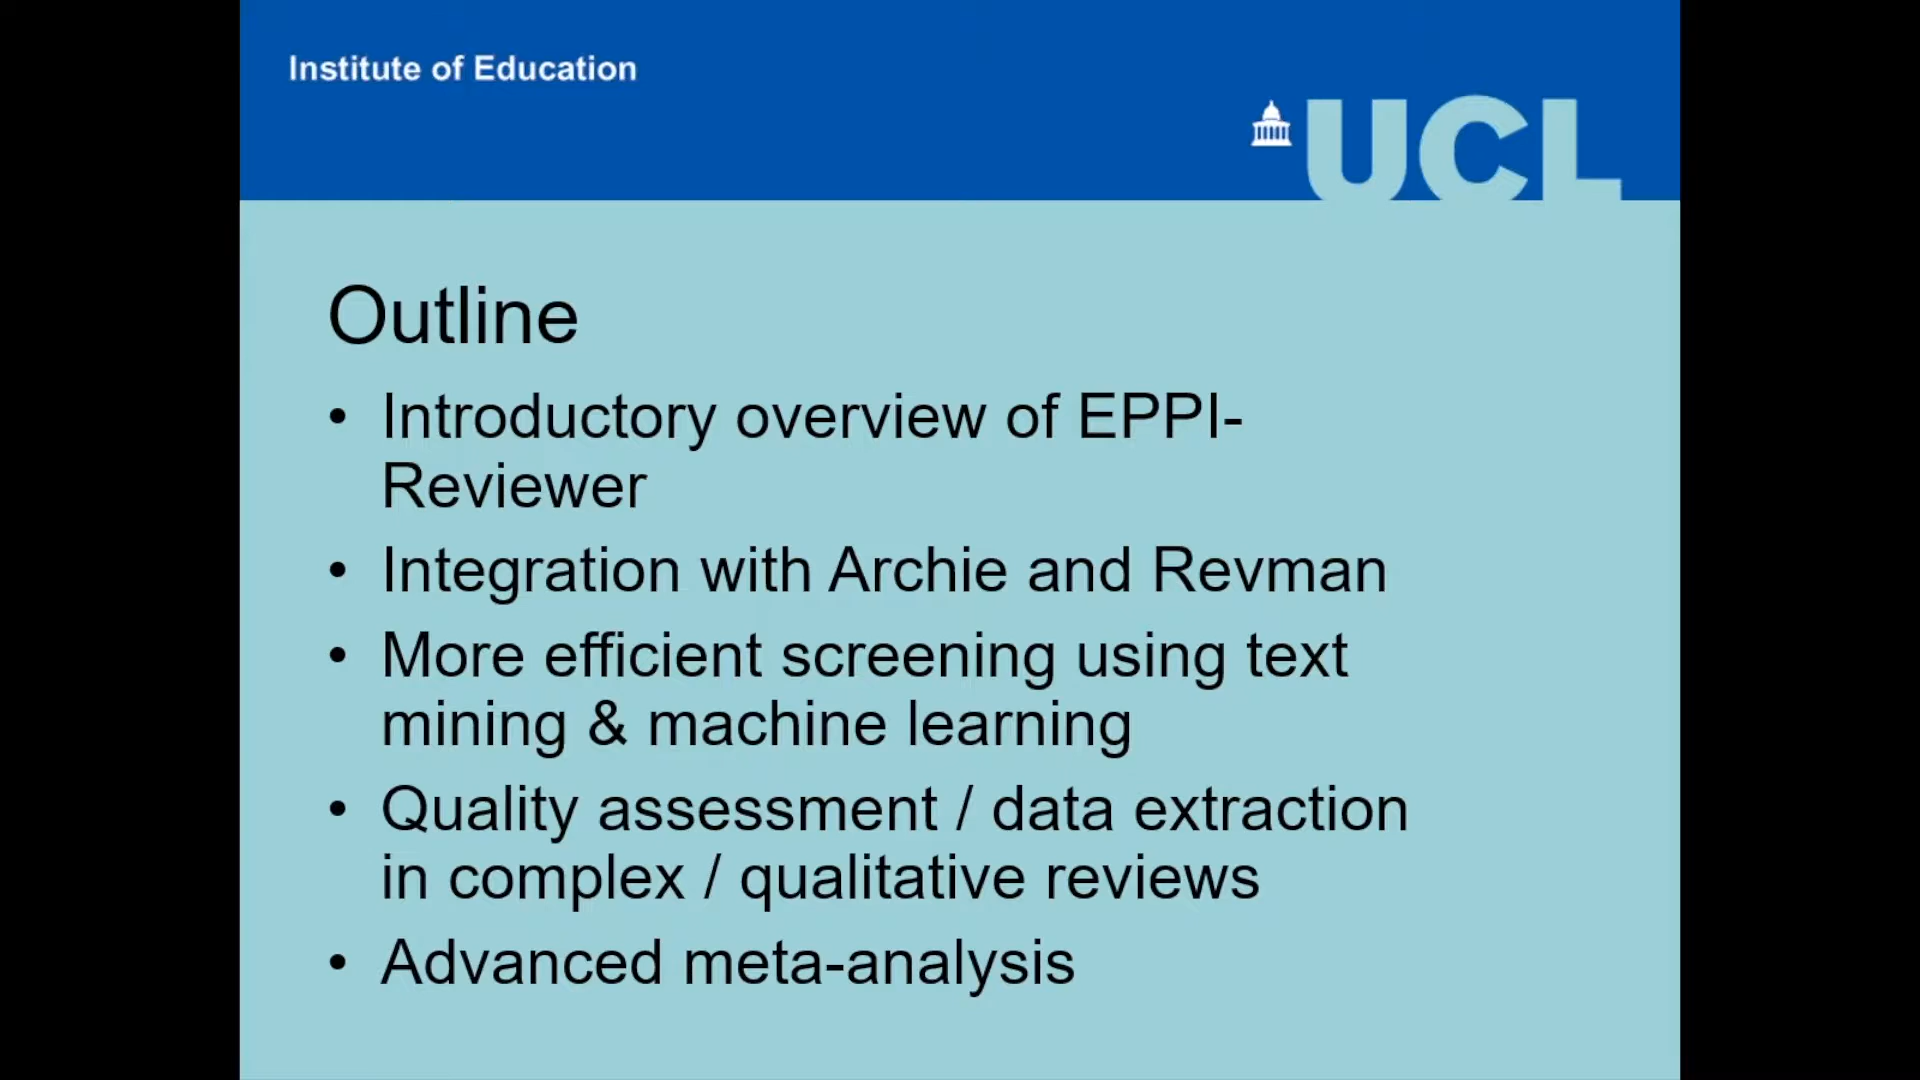 Institute of Education
UCL
Outline
• Introductory overview of EPPI-
Reviewer
• Integration with Archie and Revman
• More efficient screening using text
mining & machine learning
• Quality assessment / data extraction
in complex / qualitative reviews
• Advanced meta-analysis